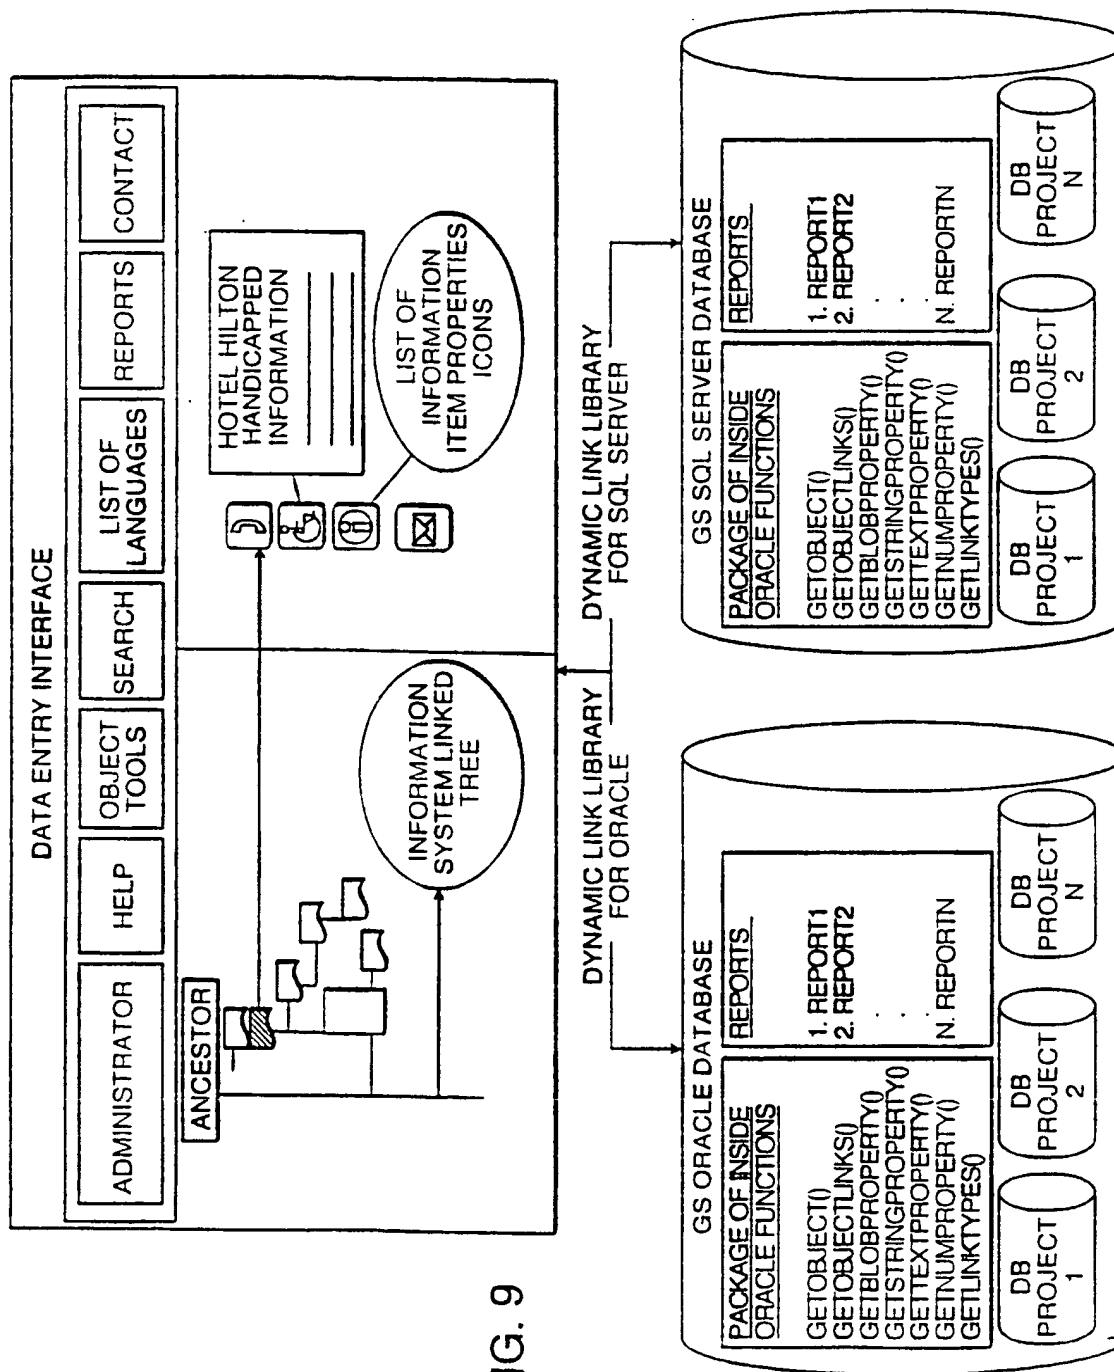 DATA ENTRY INTERFACE
ADMINISTRATOR
HELP
OBJECT
TOOLS
SEARCH
LIST OF
LANGUAGES
REPORTS
CONTACT
ANCESTOR
INFORMATION
SYSTEM LINKED
TREE
HOTEL HILTON
HANDICAPPED
INFORMATION
LIST OF
INFORMATION
ITEM PROPERTIES
ICONS
DYNAMIC LINK LIBRARY
FOR ORACLE
DYNAMIC LINK LIBRARY
FOR SQL SERVER
GS ORACLE DATABASE
PACKAGE OF INSIDE
ORACLE FUNCTIONS
GETOBJECT()
GETOBJECTLINKS()
GETBLOBPROPERTY()
GETSTRINGPROPERTY()
GETTEXTPROPERTY()
GETNUMPROPERTY()
GETLINKTYPES()
REPORTS
1. REPORT1
2. REPORT2
.
.
N. REPORTN
DB
PROJECT
1
DB
PROJECT
2
DB
PROJECT
N
GS SQL SERVER DATABASE
PACKAGE OF INSIDE
ORACLE FUNCTIONS
GETOBJECT()
GETOBJECTLINKS()
GETBLOBPROPERTY()
GETSTRINGPROPERTY()
GETTEXTPROPERTY()
GETNUMPROPERTY()
GETLINKTYPES()
REPORTS
1. REPORT1
2. REPORT2
.
.
N. REPORTN
DB
PROJECT
1
DB
PROJECT
2
DB
PROJECT
N
IG. 9